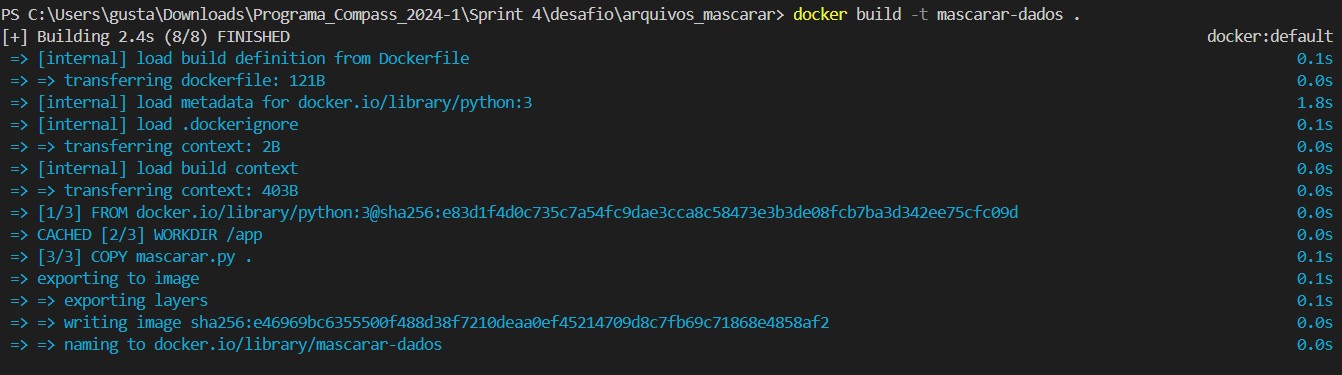 PS C:\Users\gusta\Downloads\Programa_Compass_2024-1\Sprint 4\desafio\arquivos_mascarar> docker build -t mascarar-dados .
[+] Building 2.4s (8/8) FINISHED docker:default
=> [internal] load build definition from Dockerfile 0.1s
=> => transferring dockerfile: 121B 0.0s
=> [internal] load metadata for docker.io/library/python:3 1.8s
=> [internal] load .dockerignore 0.1s
=> => transferring context: 2B 0.0s
=> [internal] load build context 0.0s
=> => transferring context: 403B 0.0s
=> [1/3] FROM docker.io/library/python:3@sha256:e83d1f4d0c735c7a54fc9dae3cca8c58473e3b3de08fcb7ba3d342ee75cfc09d 0.0s
=> CACHED [2/3] WORKDIR /app 0.0s
=> [3/3] COPY mascarar.py . 0.1s
=> exporting to image 0.1s
=> => exporting layers 0.1s
=> => writing image sha256:e46969bc6355500f488d38f7210deaa0ef45214709d8c7fb69c71868e4858af2 0.0s
=> => naming to docker.io/library/mascarar-dados 0.0s